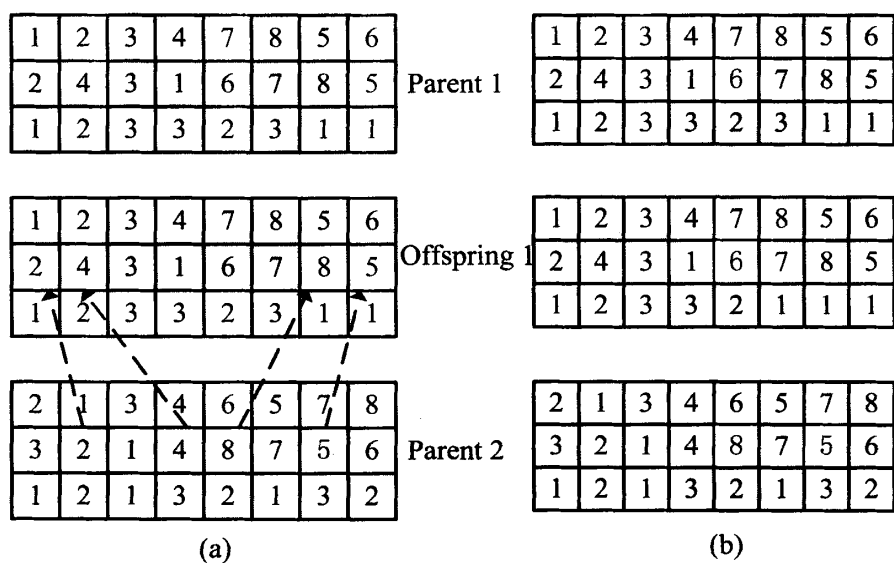 1 2 3 4 7 8 5 6
2 4 3 1 6 7 8 5
1 2 3 3 2 3 1 1
Parent 1
1 2 3 4 7 8 5 6
2 4 3 1 6 7 8 5
1 2 3 3 2 3 1 1
Offspring 1
2 1 3 4 6 5 7 8
3 2 1 4 8 7 5 6
1 2 1 3 2 1 3 2
Parent 2
(a)
1 2 3 4 7 8 5 6
2 4 3 1 6 7 8 5
1 2 3 3 2 3 1 1
1 2 3 4 7 8 5 6
2 4 3 1 6 7 8 5
1 2 3 3 2 1 1 1
2 1 3 4 6 5 7 8
3 2 1 4 8 7 5 6
1 2 1 3 2 1 3 2
(b)